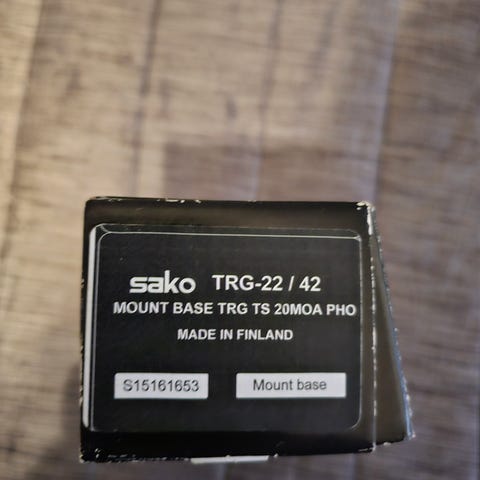 sako TRG-22 / 42
MOUNT BASE TRG TS 20MOA PHO
MADE IN FINLAND
S15161653 Mount base